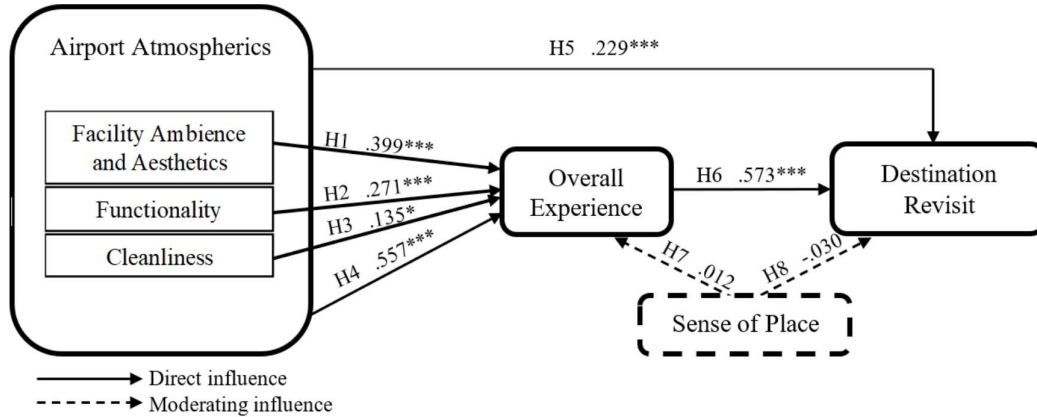 Airport Atmospherics
H5 .229***
Facility Ambience
and Aesthetics
H1 .399***
Functionality
H2 .271***
Cleanliness
H3 .135*
H4 .557***
Overall
Experience
H6 .573***
Destination
Revisit
H7 .012
H8 -.030
Sense of Place
Direct influence
Moderating influence